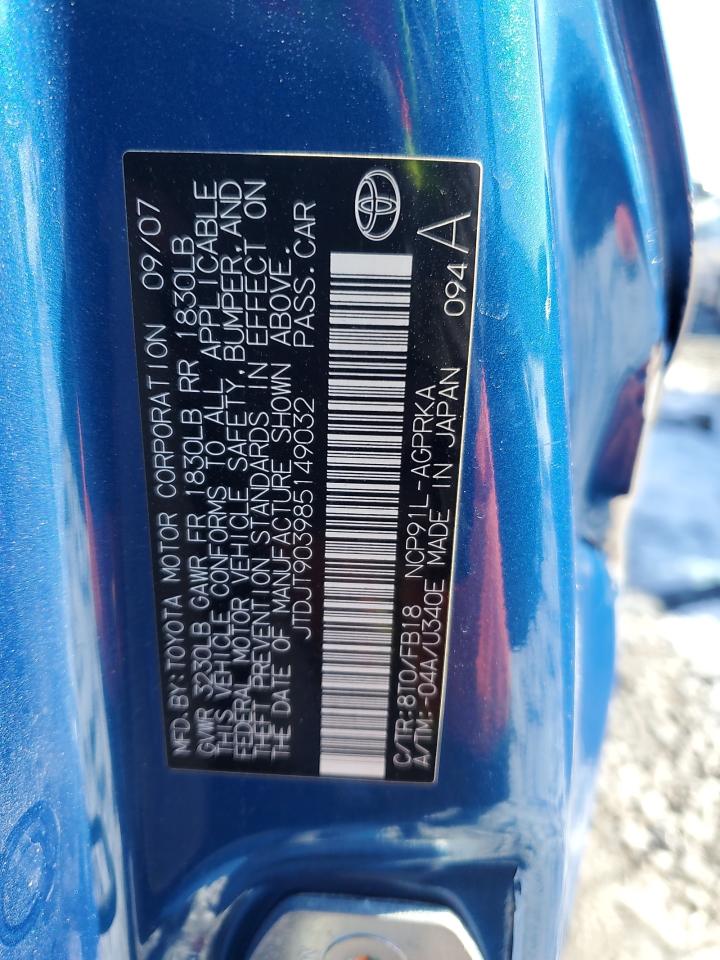 MFD.BY:TOYOTA MOTOR CORPORATION 09/07
GVWR 3230LB GAWR FR 1830LB RR 1830LB
THIS VEHICLE CONFORMS TO ALL APPLICABLE
FEDERAL MOTOR VEHICLE SAFETY,BUMPER,AND
THEFT PREVENTION STANDARDS IN EFFECT ON
THE DATE OF MANUFACTURE SHOWN ABOVE.
JTDJT903985149032 PASS.CAR
C/TR:8T0/FB18 NCP91L-AGPRKA
A/TM:-04A/U340E MADE IN JAPAN 094 A